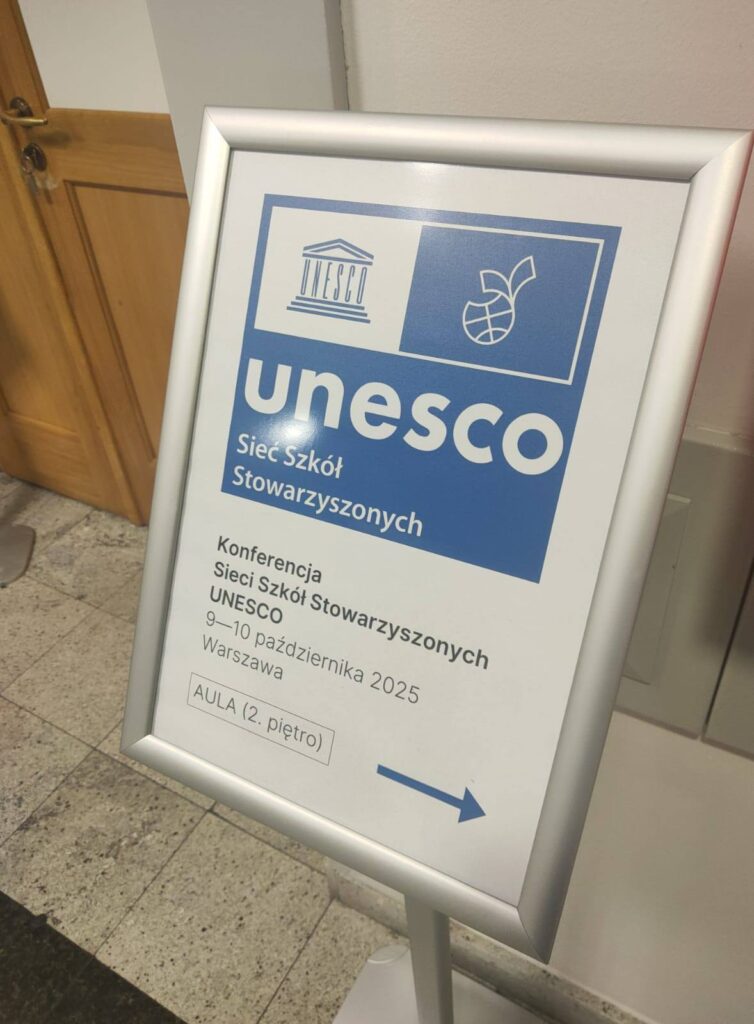 UNESCO
unesco
Sieć Szkół
Stowarzyszonych
Konferencja
Sieci Szkół Stowarzyszonych
UNESCO
9—10 października 2025
Warszawa
AULA (2. piętro)